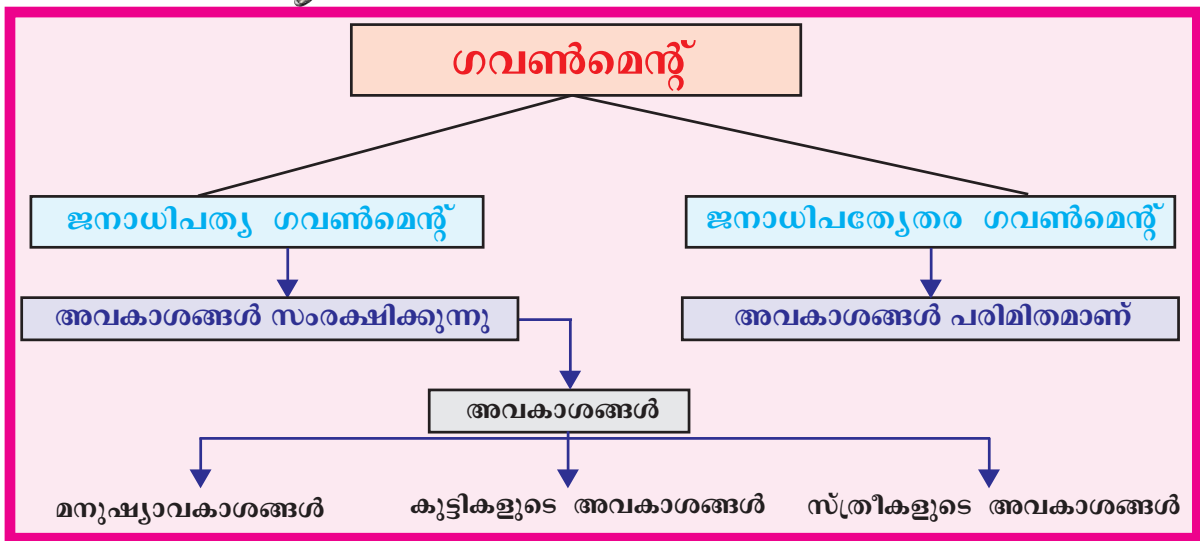 ഗവൺമെന്റ്
ജനാധിപത്യ ഗവൺമെന്റ്
ജനാധിപത്യേതര ഗവൺമെന്റ്
അവകാശങ്ങൾ സംരക്ഷിക്കുന്നു
അവകാശങ്ങൾ പരിമിതമാണ്
അവകാശങ്ങൾ
മനുഷ്യാവകാശങ്ങൾ
കുട്ടികളുടെ അവകാശങ്ങൾ
സ്ത്രീകളുടെ അവകാശങ്ങൾ